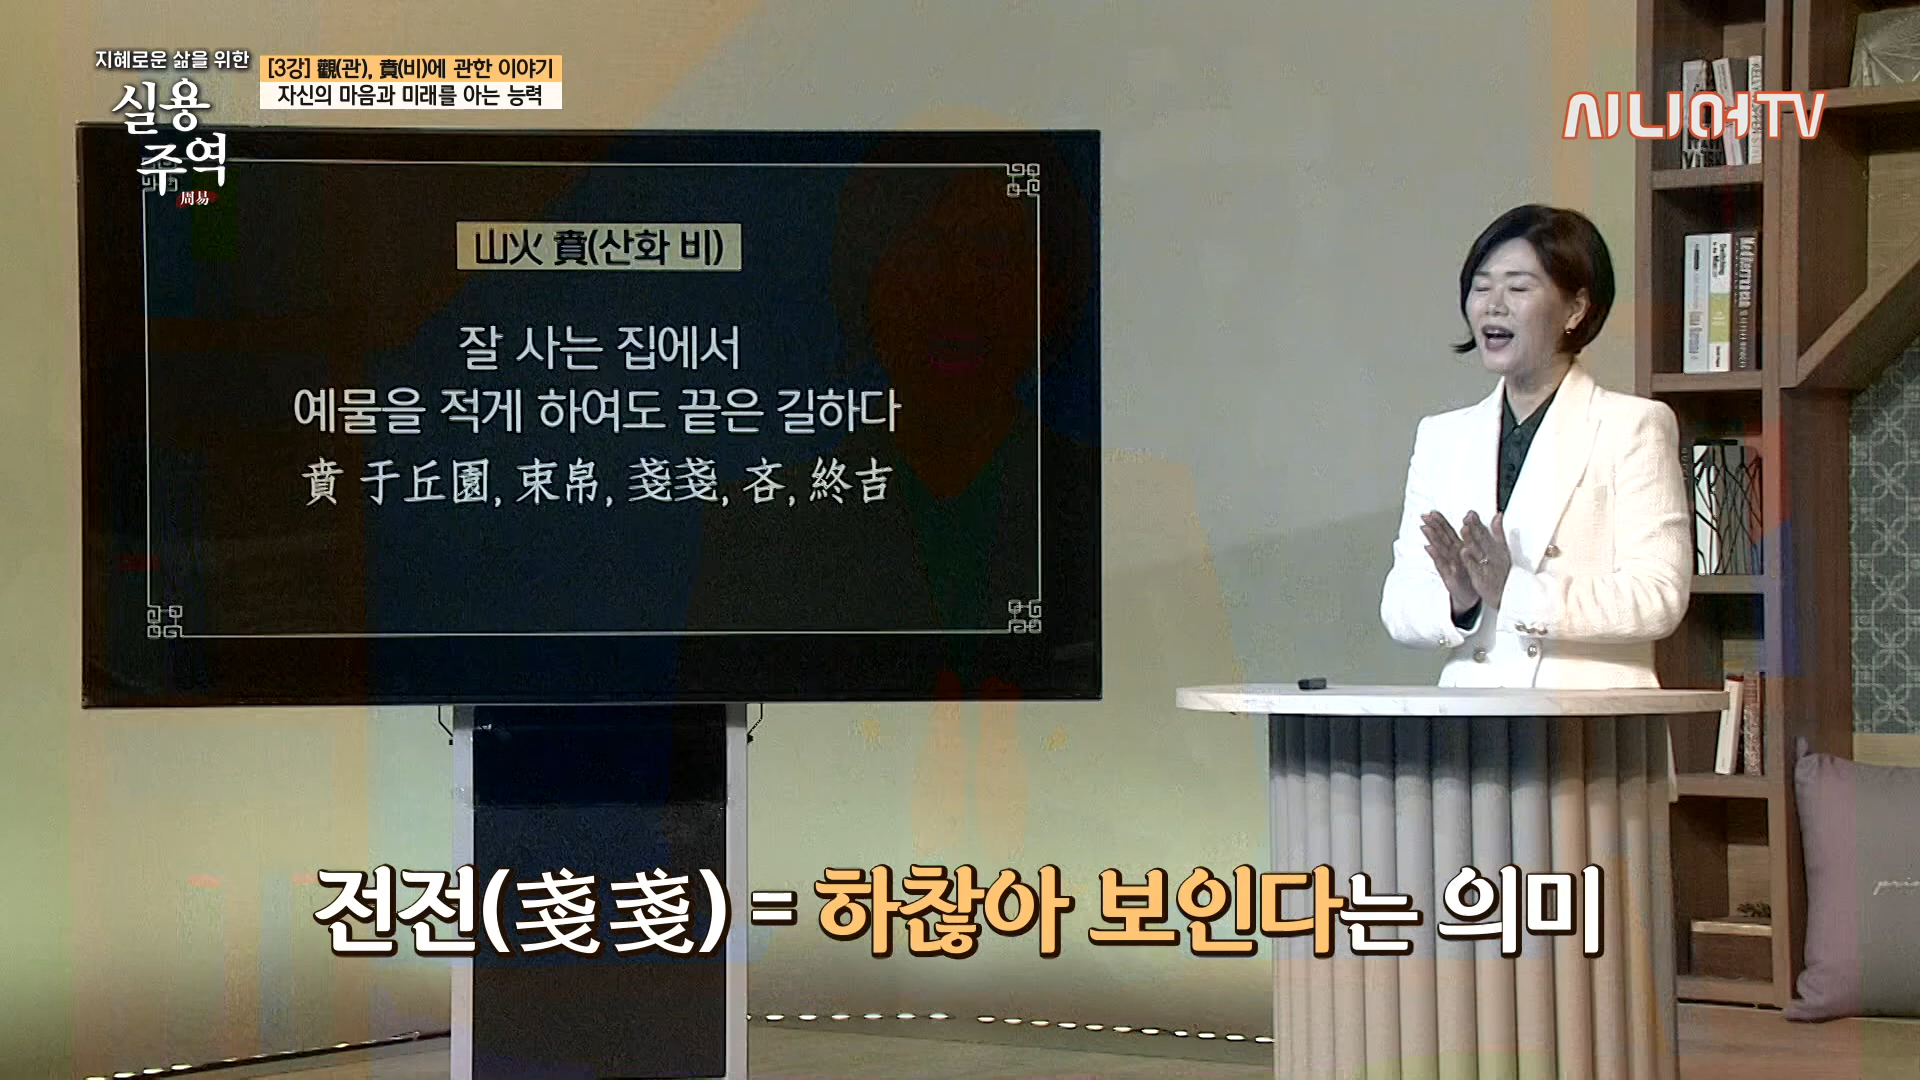 지혜로운 삶을 위한
실용
주역
周易
[3강] 觀(관), 賁(비)에 관한 이야기
자신의 마음과 미래를 아는 능력
시니어TV
山火 賁(산화 비)
잘 사는 집에서
예물을 적게 하여도 끝은 길하다
賁 于丘園, 束帛, 戔戔, 吝, 終吉
전전(戔戔) = 하찮아 보인다는 의미